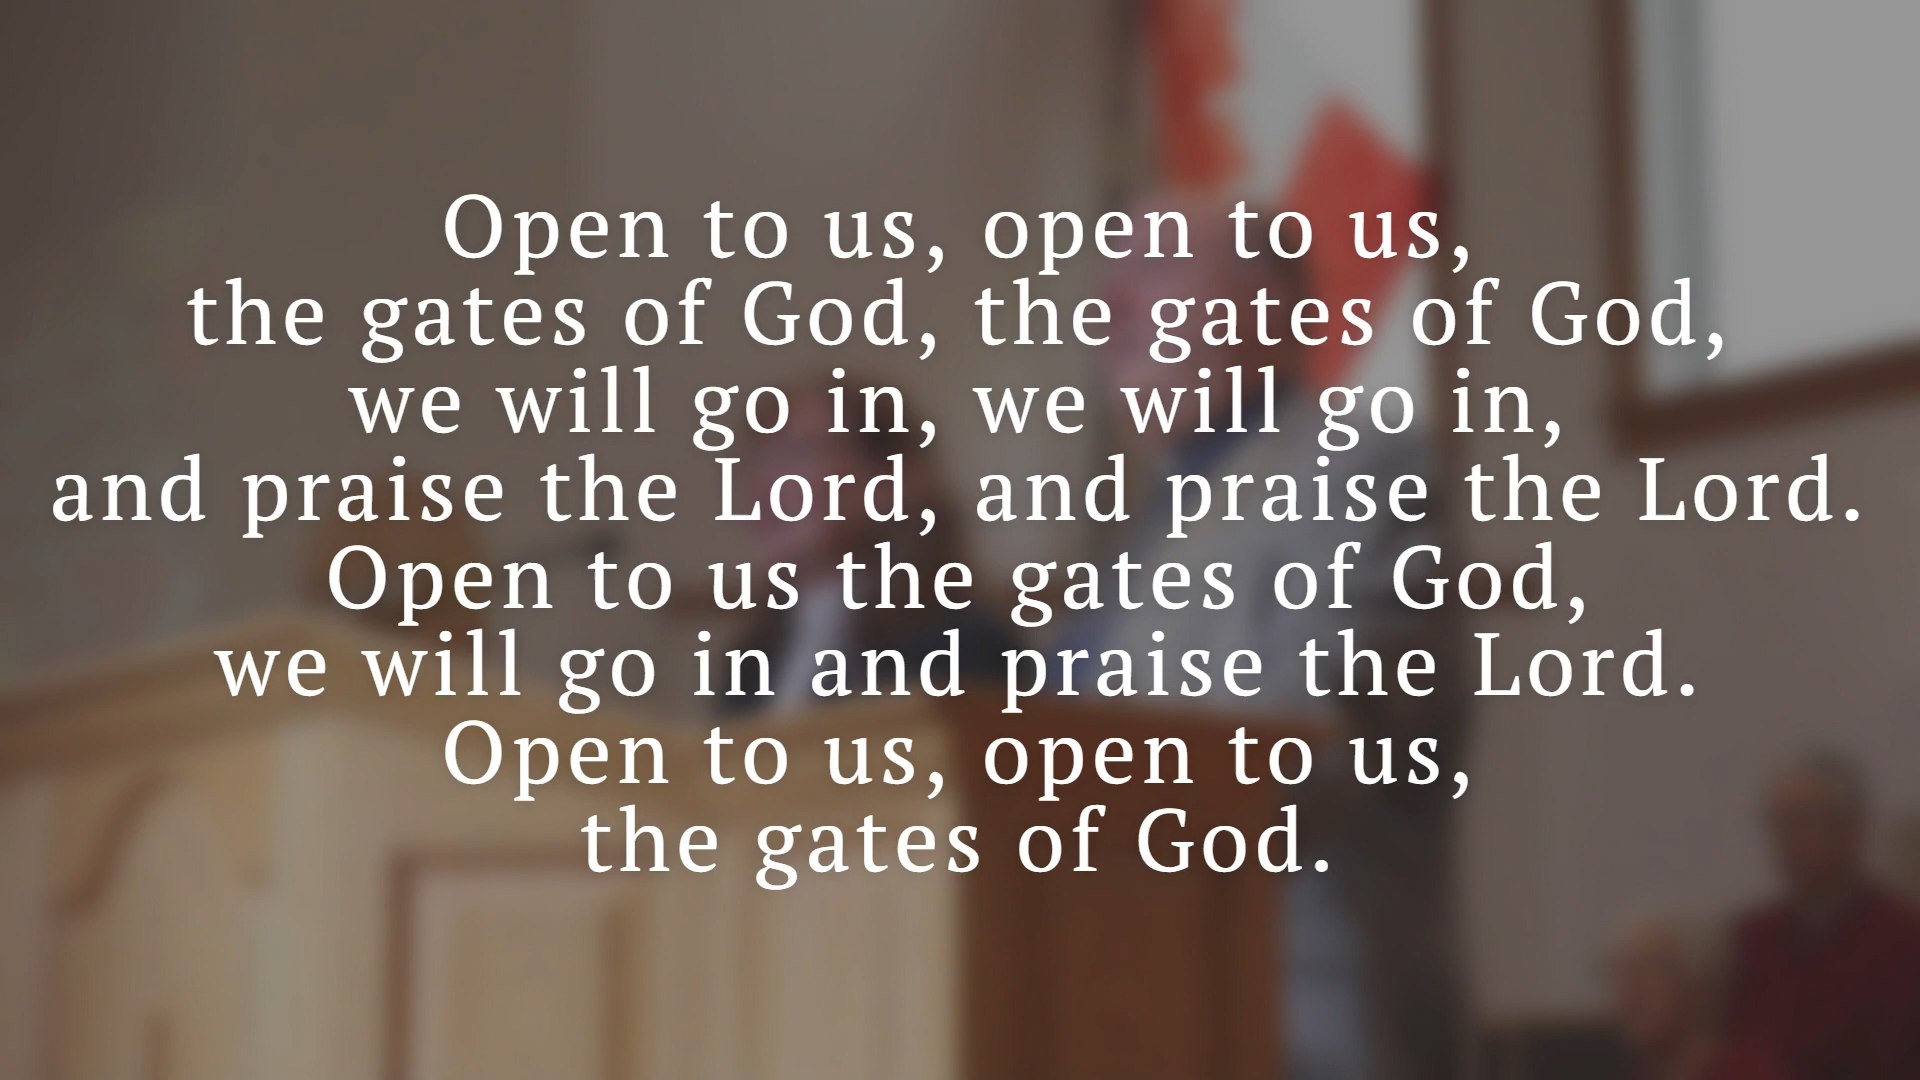 Open to us, open to us,
the gates of God, the gates of God,
we will go in, we will go in,
and praise the Lord, and praise the Lord.
Open to us the gates of God,
we will go in and praise the Lord.
Open to us, open to us,
the gates of God.